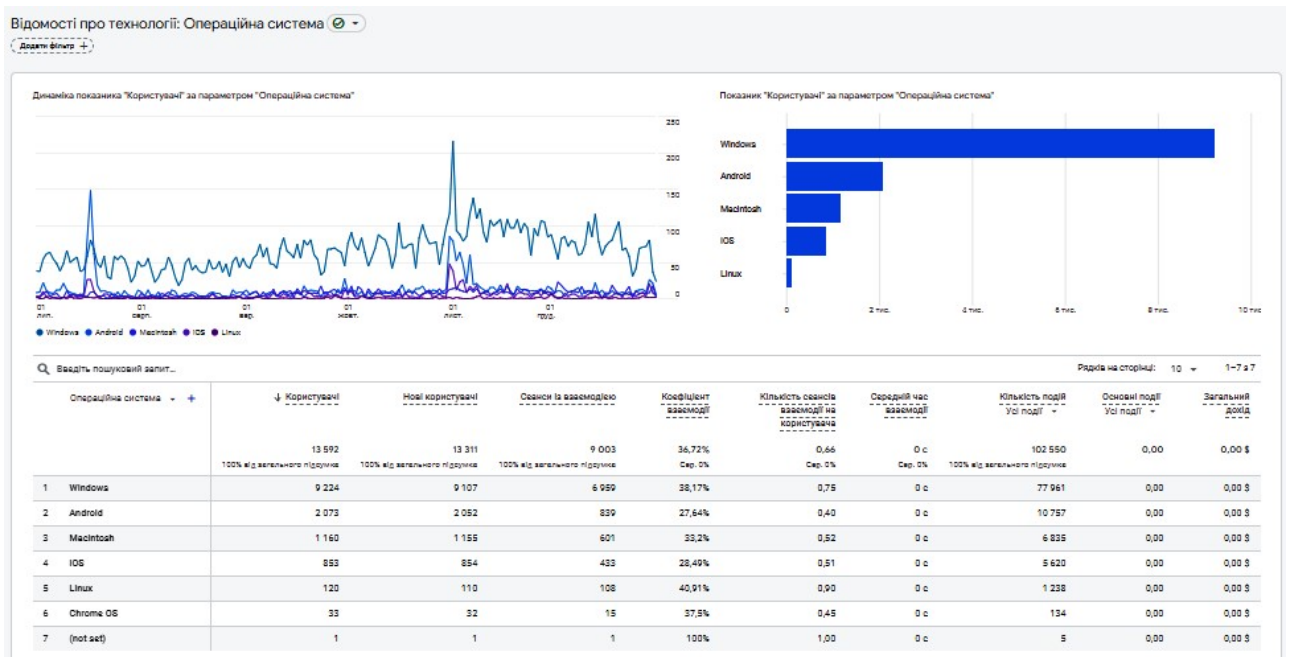 Відомості про технології: Операційна система
Додати фільтр +
Динаміка показника "Користувачі" за параметром "Операційна система"
250
200
150
100
50
0
01 лип.
01 серп.
01 вер.
01 жовт.
01 лист.
01 груд.
Windows Android Macintosh iOS Linux
Показник "Користувачі" за параметром "Операційна система"
Windows
Android
Macintosh
iOS
Linux
0 2 тис. 4 тис. 6 тис. 8 тис. 10 тис
Введіть пошуковий запит...
Рядків на сторінці: 10 1–7 з 7
Операційна система + ↓ Користувачі Нові користувачі Сеанси із взаємодією Коефіцієнт взаємодії Кількість сеансів взаємодії на користувача Середній час взаємодії Кількість подій Усі події Основні події Усі події Загальний дохід
13 592 13 311 9 003 36,72% 0,66 0 с 102 550 0,00 0,00 $
100% від загального підсумка 100% від загального підсумка 100% від загального підсумка Сер. 0% Сер. 0% Сер. 0% 100% від загального підсумка
1 Windows 9 224 9 107 6 959 38,17% 0,75 0 с 77 961 0,00 0,00 $
2 Android 2 073 2 052 839 27,64% 0,40 0 с 10 757 0,00 0,00 $
3 Macintosh 1 160 1 155 601 33,2% 0,52 0 с 6 835 0,00 0,00 $
4 iOS 853 854 433 28,49% 0,51 0 с 5 620 0,00 0,00 $
5 Linux 120 110 108 40,91% 0,90 0 с 1 238 0,00 0,00 $
6 Chrome OS 33 32 15 37,5% 0,45 0 с 134 0,00 0,00 $
7 (not set) 1 1 1 100% 1,00 0 с 5 0,00 0,00 $